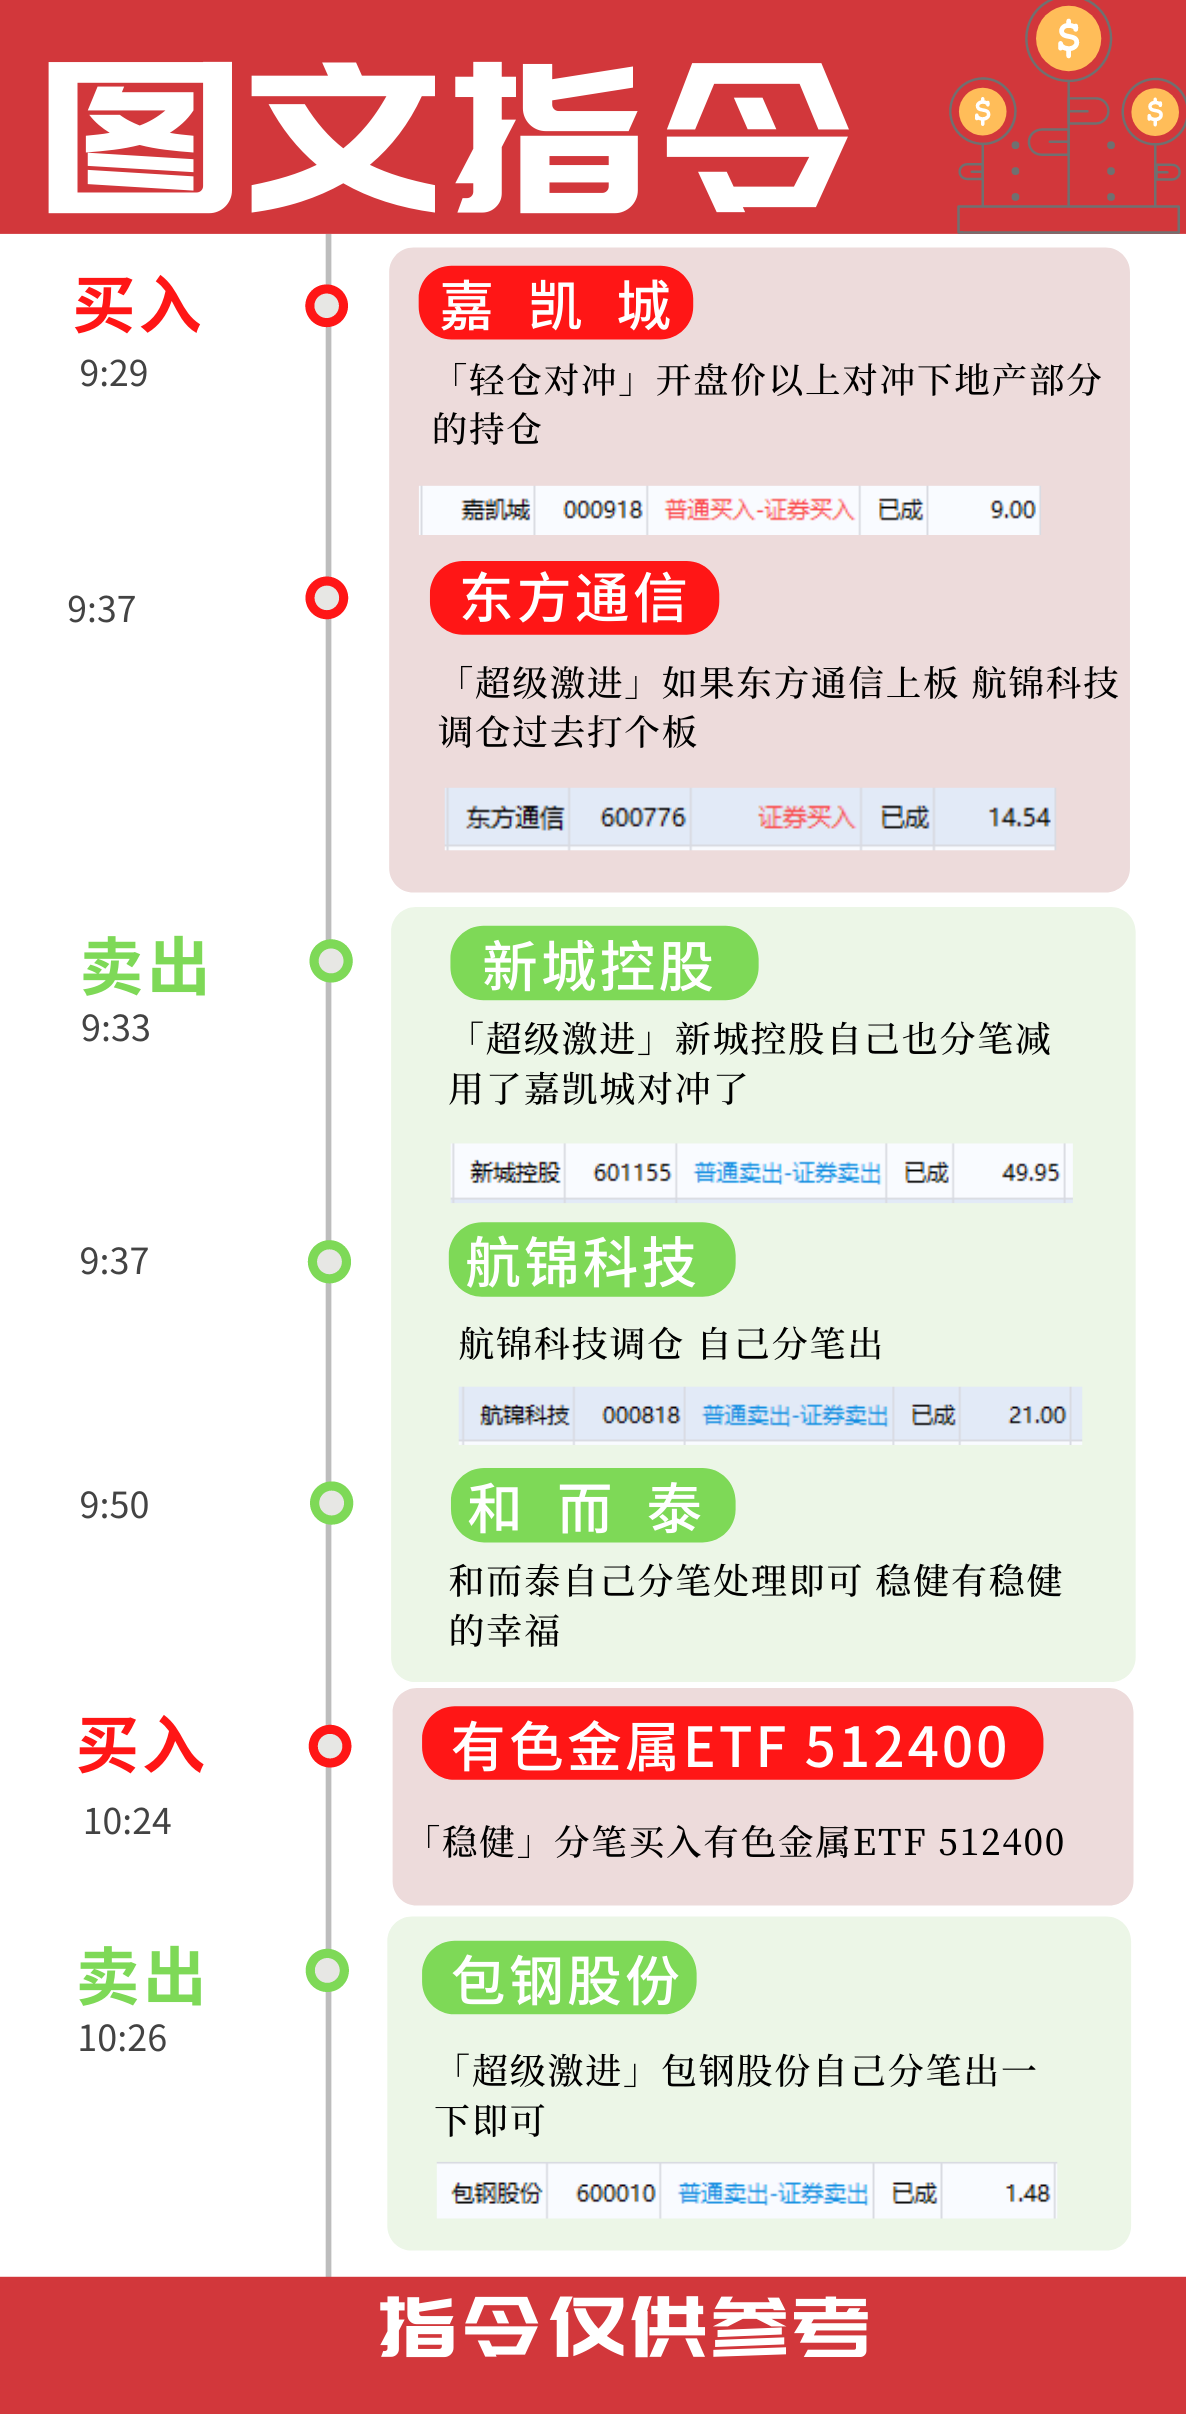 图文指令
买入
9:29
嘉 凯 城
「轻仓对冲」开盘价以上对冲下地产部分
的持仓
嘉凯城 000918 普通买入-证券买入 已成 9.00
9:37
东方通信
「超级激进」如果东方通信上板 航锦科技
调仓过去打个板
东方通信 600776 证券买入 已成 14.54
卖出
9:33
新城控股
「超级激进」新城控股自己也分笔减
用了嘉凯城对冲了
新城控股 601155 普通卖出-证券卖出 已成 49.95
9:37
航锦科技
航锦科技调仓 自己分笔出
航锦科技 000818 普通卖出-证券卖出 已成 21.00
9:50
和 而 泰
和而泰自己分笔处理即可 稳健有稳健
的幸福
买入
10:24
有色金属ETF 512400
「稳健」分笔买入有色金属ETF 512400
卖出
10:26
包钢股份
「超级激进」包钢股份自己分笔出一
下即可
包钢股份 600010 普通卖出-证券卖出 已成 1.48
指令仅供参考